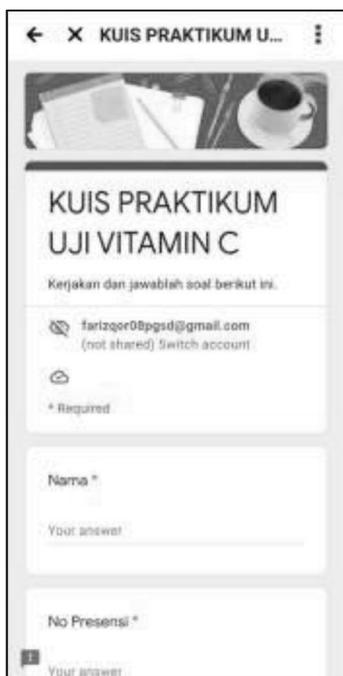 KUIS PRAKTIKUM U...
KUIS PRAKTIKUM
UJI VITAMIN C
Kerjakan dan jawablah soal berikut ini.
farizqor08pgsd@gmail.com
(not shared) Switch account
* Required
Nama *
Your answer
No Presensi *
Your answer